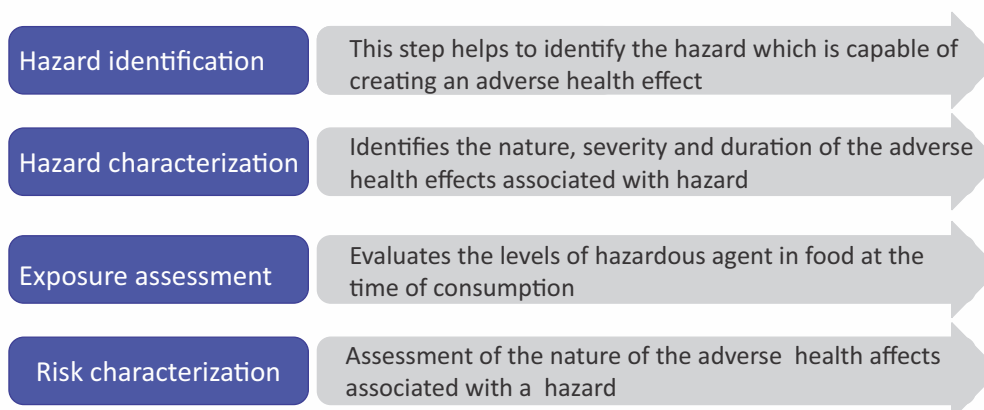 Hazard identification
This step helps to identify the hazard which is capable of
creating an adverse health effect
Hazard characterization
Identifies the nature, severity and duration of the adverse
health effects associated with hazard
Exposure assessment
Evaluates the levels of hazardous agent in food at the
time of consumption
Risk characterization
Assessment of the nature of the adverse  health affects
associated with a  hazard